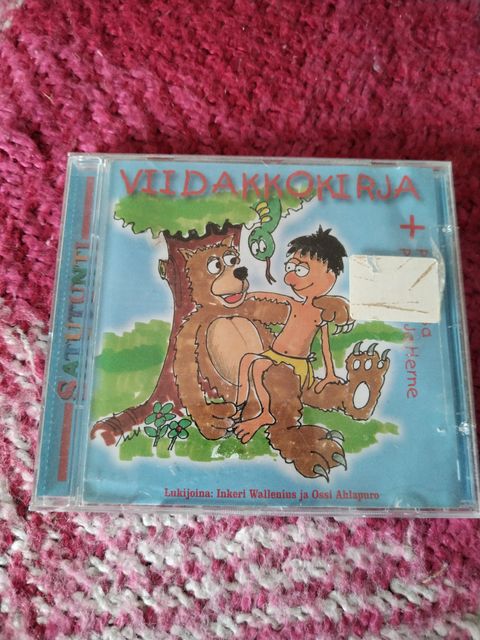 VIIDAKKOKIRJA
+
SATUTUNTI
Lukijoina: Inkeri Wallenius ja Ossi Ahlapuro